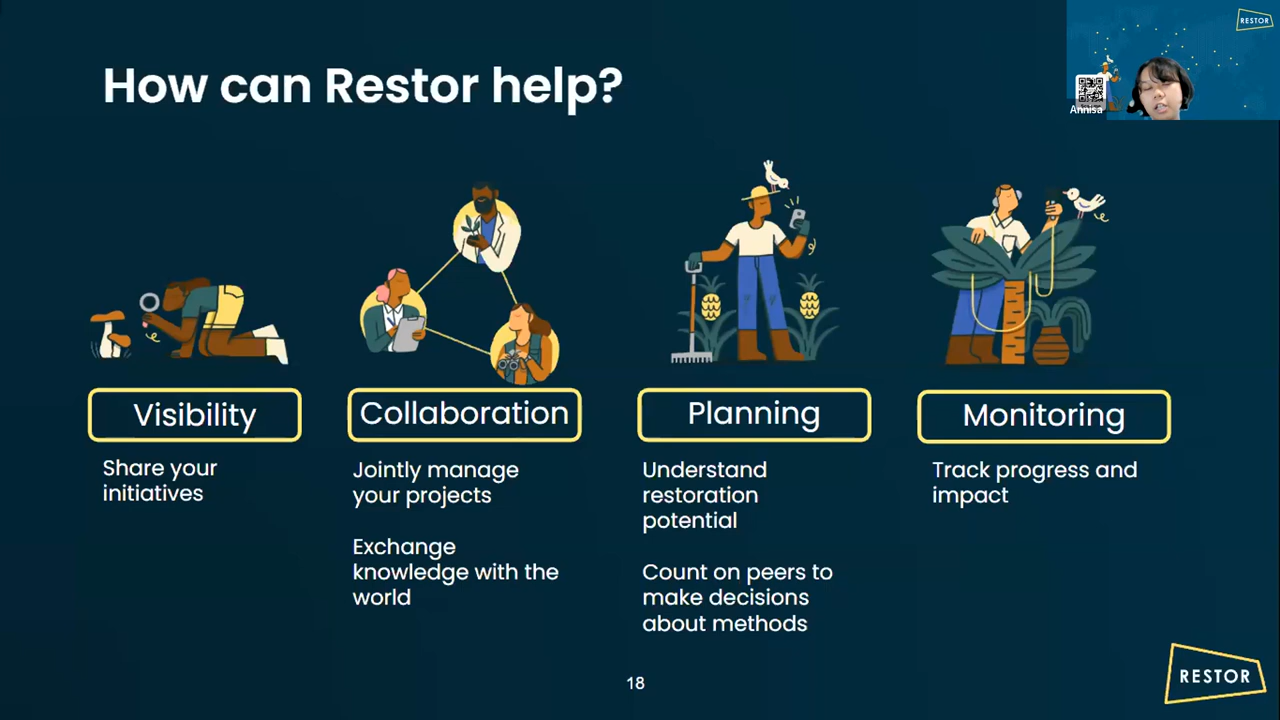 How can Restor help?
RESTOR
Annisa
Visibility
Share your
initiatives
Collaboration
Jointly manage
your projects
Exchange
knowledge with the
world
Planning
Understand
restoration
potential
Count on peers to
make decisions
about methods
Monitoring
Track progress and
impact
18
RESTOR